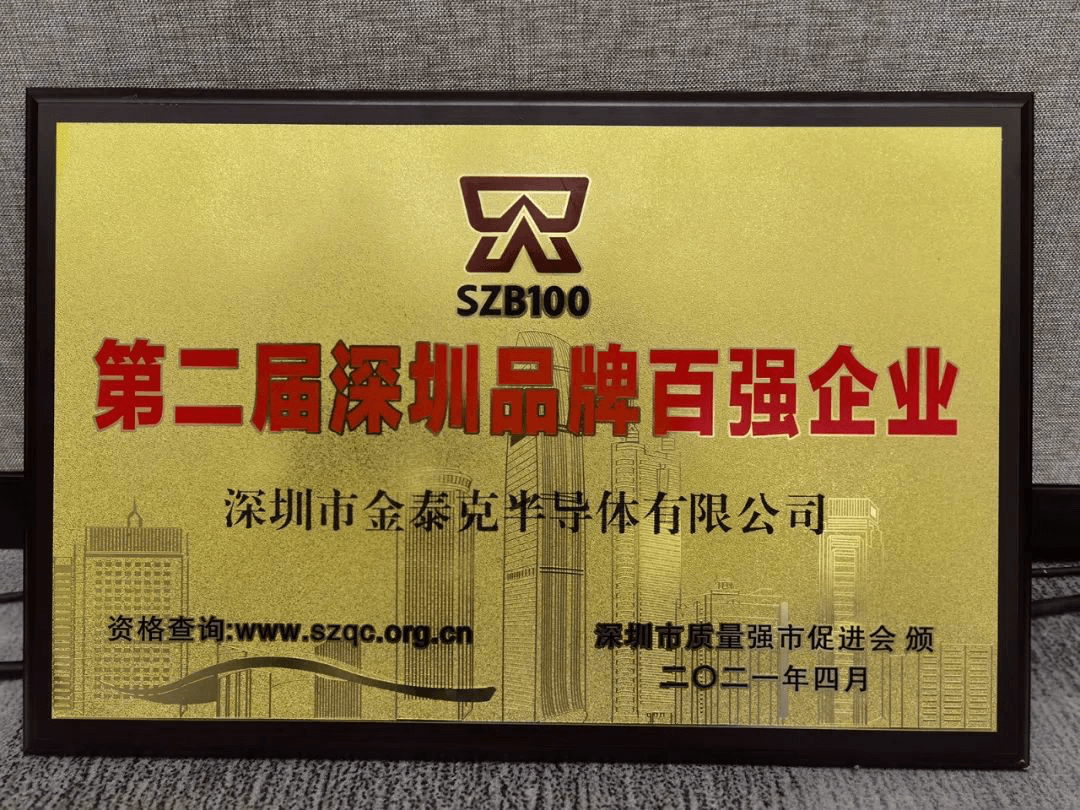 SZB100
第二届深圳品牌百强企业
深圳市金泰克半导体有限公司
资格查询:www.szqc.org.cn
深圳市质量强市促进会 颁
二〇二一年四月